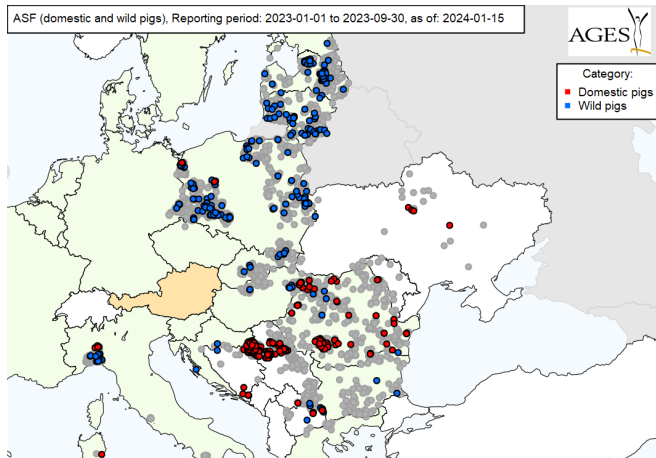 ASF (domestic and wild pigs), Reporting period: 2023-01-01 to 2023-09-30, as of: 2024-01-15
AGES
Category:
Domestic pigs
Wild pigs